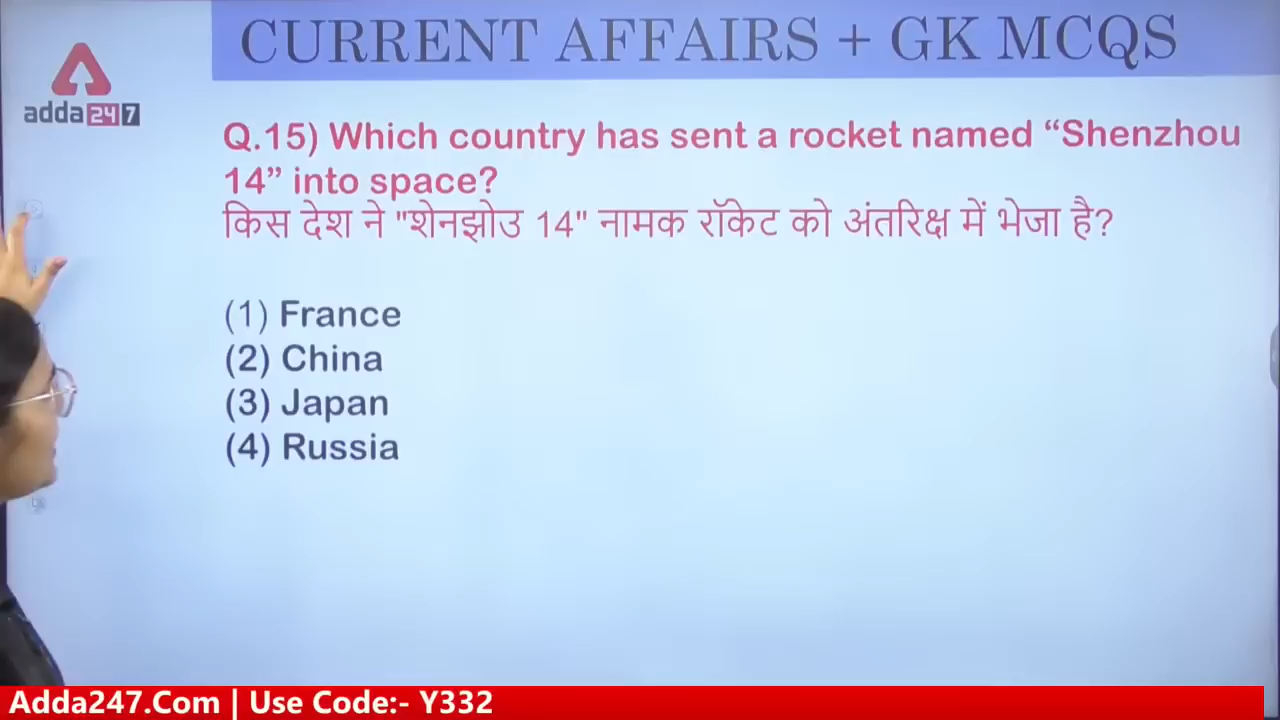 CURRENT AFFAIRS + GK MCQS
adda247
Q.15) Which country has sent a rocket named “Shenzhou
14” into space?
किस देश ने "शेनझोउ 14" नामक रॉकेट को अंतरिक्ष में भेजा है?
(1) France
(2) China
(3) Japan
(4) Russia
Adda247.Com | Use Code:- Y332